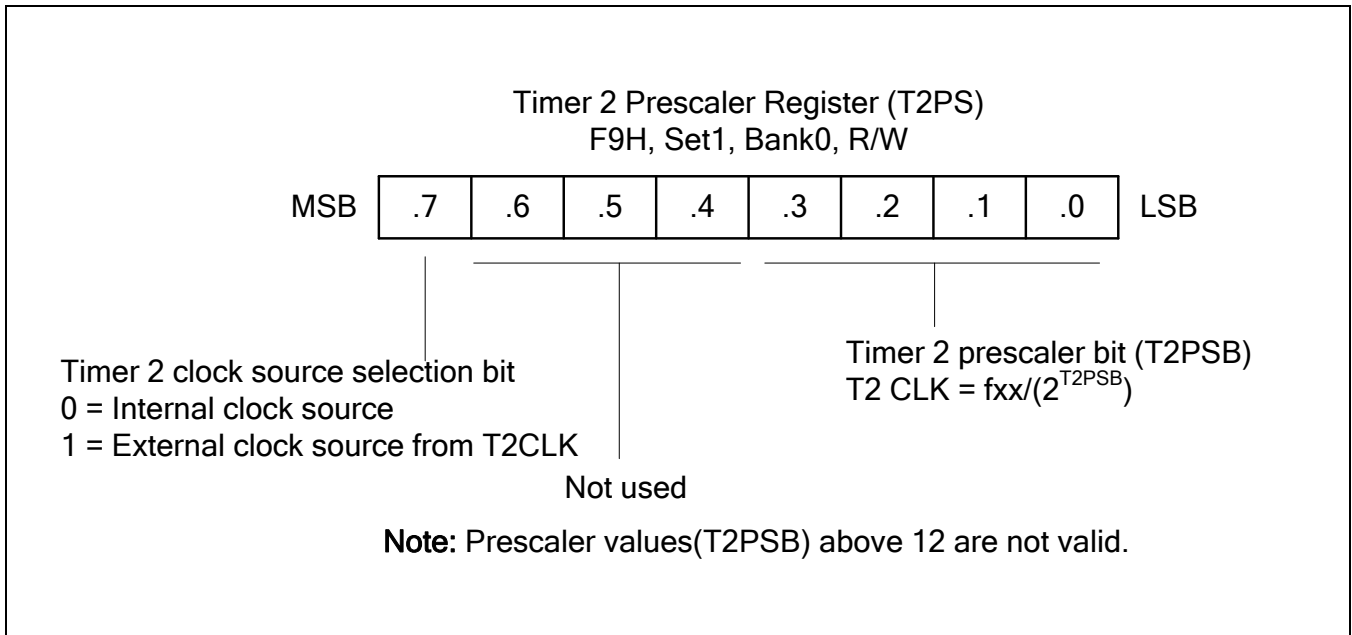 Timer 2 Prescaler Register (T2PS)
F9H, Set1, Bank0, R/W
MSB .7 .6 .5 .4 .3 .2 .1 .0 LSB
Timer 2 clock source selection bit
0 = Internal clock source
1 = External clock source from T2CLK
Not used
Timer 2 prescaler bit (T2PSB)
T2 CLK = fxx/(2^T2PSB)
Note: Prescaler values(T2PSB) above 12 are not valid.